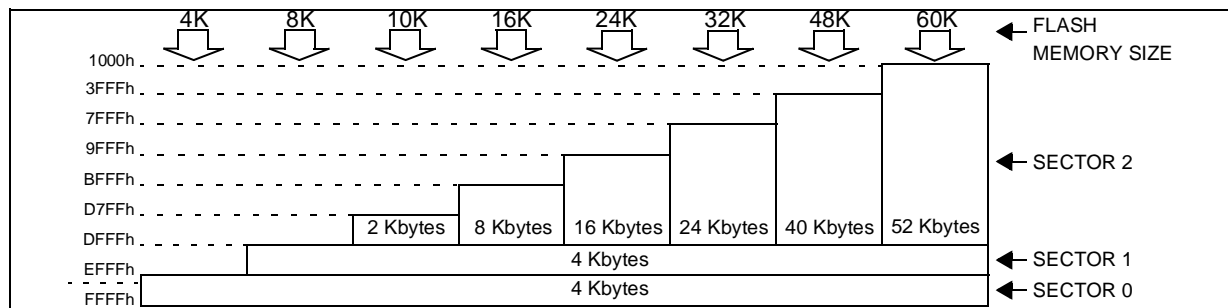 4K 8K 10K 16K 24K 32K 48K 60K
FLASH
MEMORY SIZE
1000h
3FFFh
7FFFh
9FFFh
SECTOR 2
BFFFh
D7FFh
2 Kbytes 8 Kbytes 16 Kbytes 24 Kbytes 40 Kbytes 52 Kbytes
DFFFh
4 Kbytes
SECTOR 1
EFFFh
4 Kbytes
SECTOR 0
FFFFh